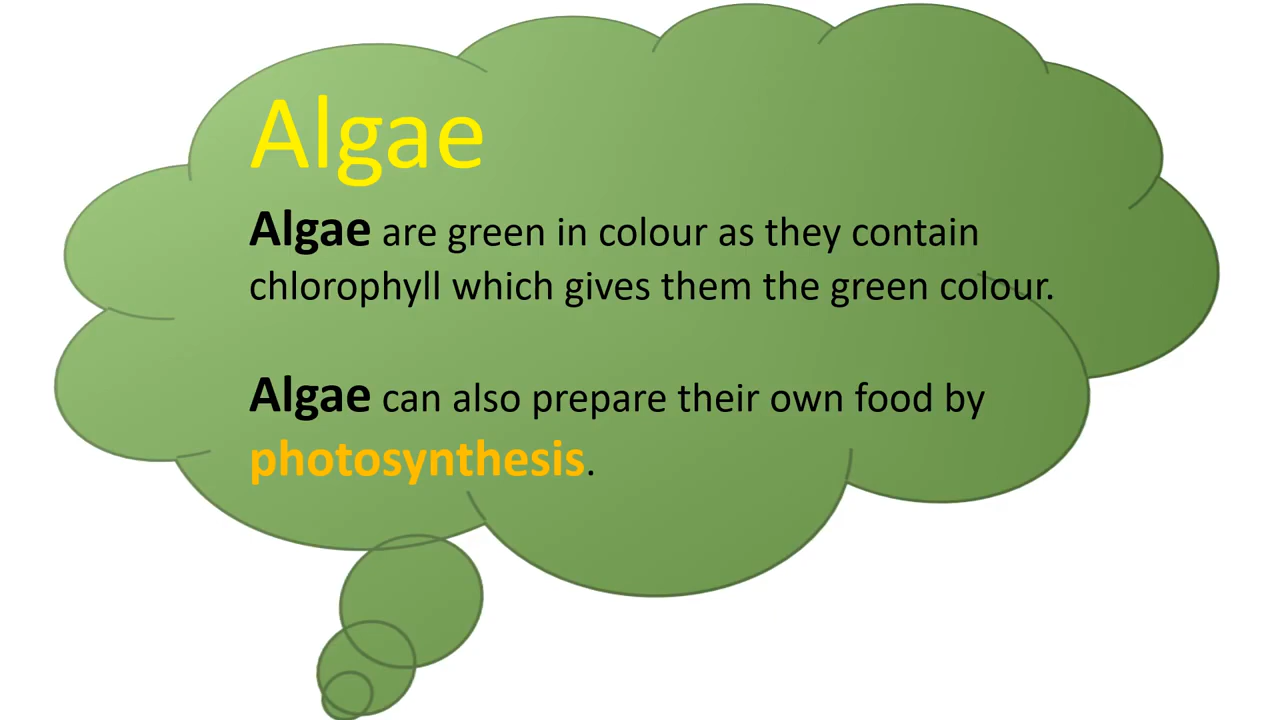 Algae
Algae are green in colour as they contain
chlorophyll which gives them the green colour.
Algae can also prepare their own food by
photosynthesis.